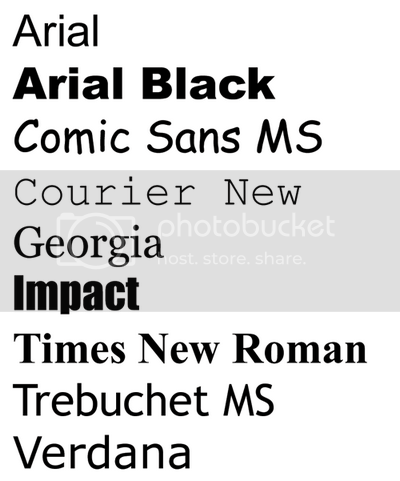 Arial
Arial Black
Comic Sans MS
Courier New
photobucket
Georgia
host. store. share.
Impact
Times New Roman
Trebuchet MS
Verdana